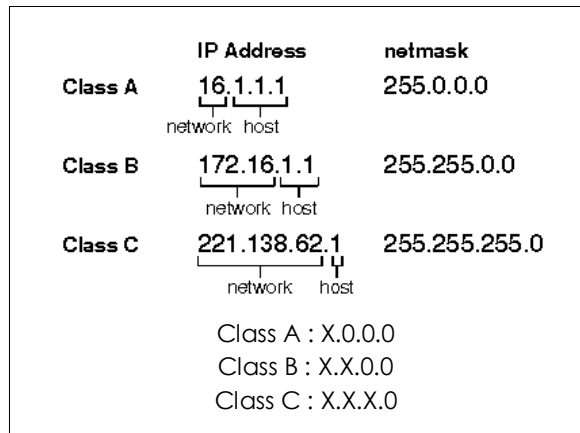 IP Address netmask
Class A 16.1.1.1 255.0.0.0
network host
Class B 172.16.1.1 255.255.0.0
network host
Class C 221.138.62.1 255.255.255.0
network host
Class A : X.0.0.0
Class B : X.X.0.0
Class C : X.X.X.0